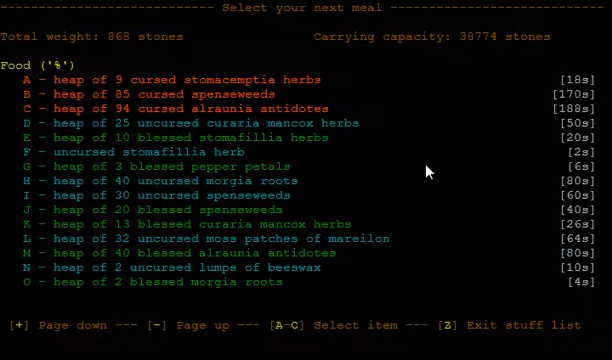 ------------------------- Select your next meal -------------------------
Total weight: 868 stones Carrying capacity: 38774 stones
Food ('%')
A - heap of 9 cursed stomacemptia herbs [18s]
B - heap of 85 cursed spenseweeds [170s]
C - heap of 94 cursed alraunia antidotes [188s]
D - heap of 25 uncursed curaria mancox herbs [50s]
E - heap of 10 blessed stomafillia herbs [20s]
F - uncursed stomafillia herb [2s]
G - heap of 3 blessed pepper petals [6s]
H - heap of 40 uncursed morgia roots [80s]
I - heap of 30 uncursed spenseweeds [60s]
J - heap of 20 blessed spenseweeds [40s]
K - heap of 13 blessed curaria mancox herbs [26s]
L - heap of 32 uncursed moss patches of mareilon [64s]
M - heap of 40 blessed alraunia antidotes [80s]
N - heap of 2 uncursed lumps of beeswax [10s]
O - heap of 2 blessed morgia roots [4s]
[+] Page down --- [-] Page up --- [A-C] Select item --- [Z] Exit stuff list